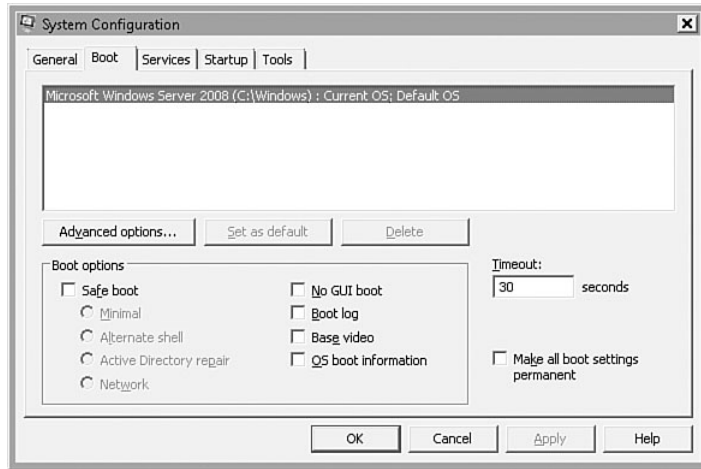 System Configuration
General Boot Services Startup Tools
Microsoft Windows Server 2008 (C:\Windows) : Current OS; Default OS
Advanced options... Set as default Delete
Boot options
Safe boot
Minimal
Alternate shell
Active Directory repair
Network
No GUI boot
Boot log
Base video
OS boot information
Timeout:
30 seconds
Make all boot settings
permanent
OK Cancel Apply Help